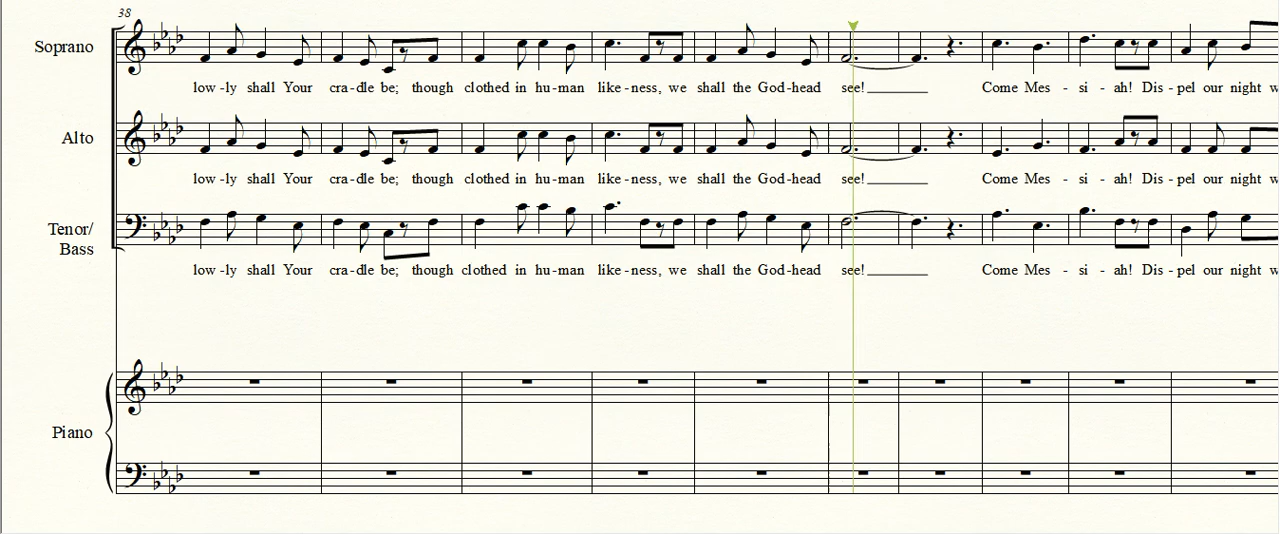 38
Soprano
low-ly shall Your cra-dle be; though clothed in hu-man like-ness, we shall the God-head see! Come Mes - si - ah! Dis-pel our night
Alto
low-ly shall Your cra-dle be; though clothed in hu-man like-ness, we shall the God-head see! Come Mes - si - ah! Dis-pel our night
Tenor/
Bass
low-ly shall Your cra-dle be; though clothed in hu-man like-ness, we shall the God-head see! Come Mes - si - ah! Dis-pel our night
Piano